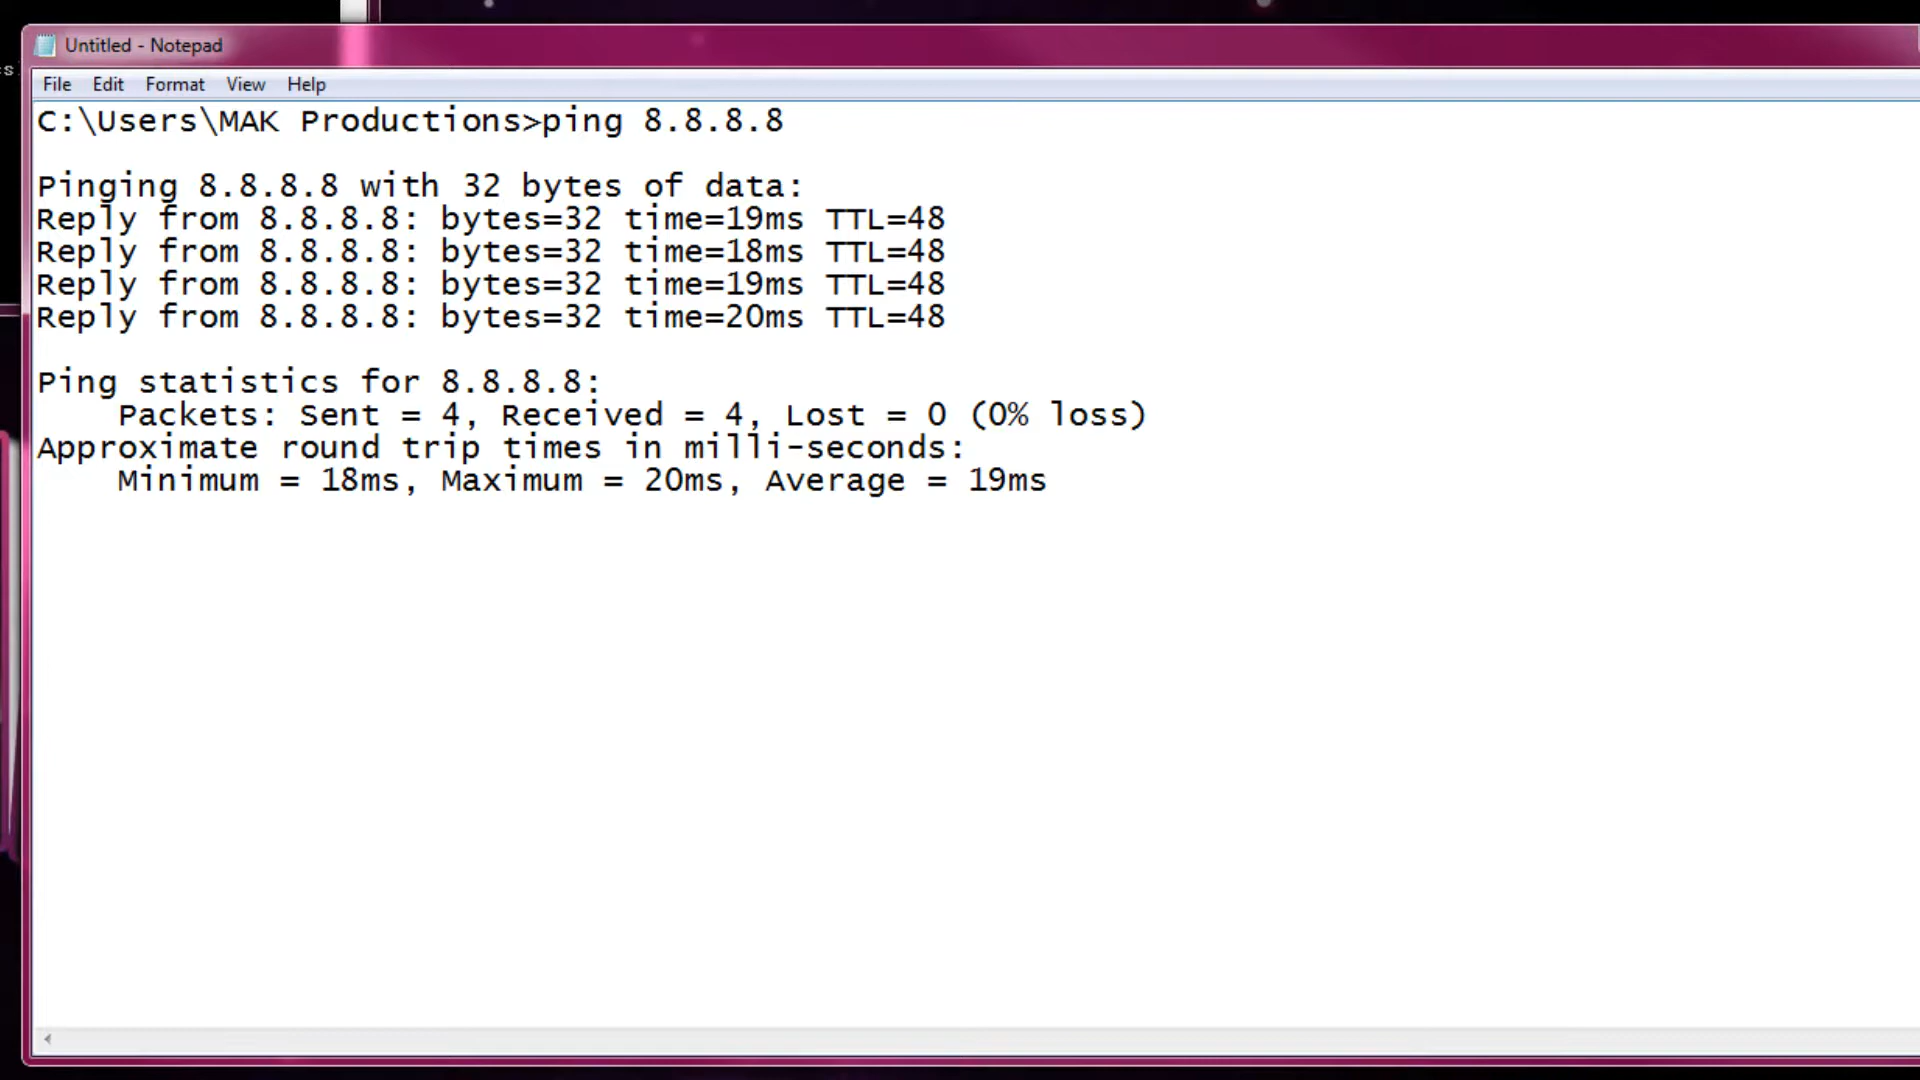 Untitled - Notepad
File Edit Format View Help
C:\Users\MAK Productions>ping 8.8.8.8

Pinging 8.8.8.8 with 32 bytes of data:
Reply from 8.8.8.8: bytes=32 time=19ms TTL=48
Reply from 8.8.8.8: bytes=32 time=18ms TTL=48
Reply from 8.8.8.8: bytes=32 time=19ms TTL=48
Reply from 8.8.8.8: bytes=32 time=20ms TTL=48

Ping statistics for 8.8.8.8:
    Packets: Sent = 4, Received = 4, Lost = 0 (0% loss)
Approximate round trip times in milli-seconds:
    Minimum = 18ms, Maximum = 20ms, Average = 19ms